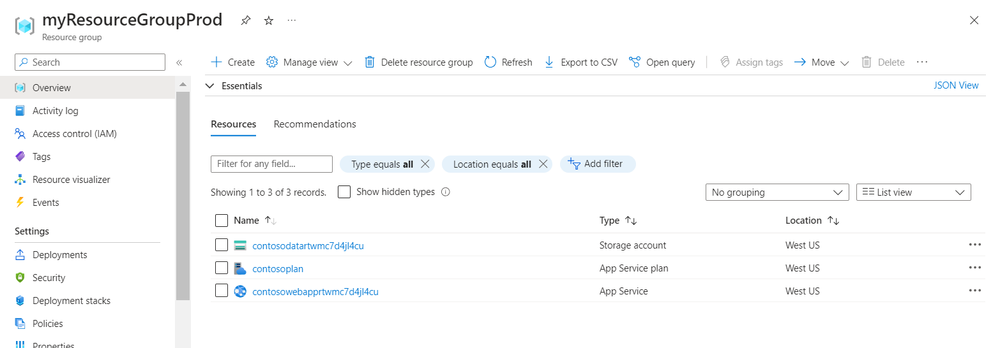 myResourceGroupProd
Resource group
Search
Overview
Activity log
Access control (IAM)
Tags
Resource visualizer
Events
Settings
Deployments
Security
Deployment stacks
Policies
Properties
Create Manage view Delete resource group Refresh Export to CSV Open query Assign tags Move Delete
Essentials JSON View
Resources Recommendations
Filter for any field... Type equals all Location equals all Add filter
Showing 1 to 3 of 3 records. Show hidden types No grouping List view
Name Type Location
contosodatartwmc7d4jl4cu Storage account West US
contosoplan App Service plan West US
contosowebapprtwmc7d4jl4cu App Service West US